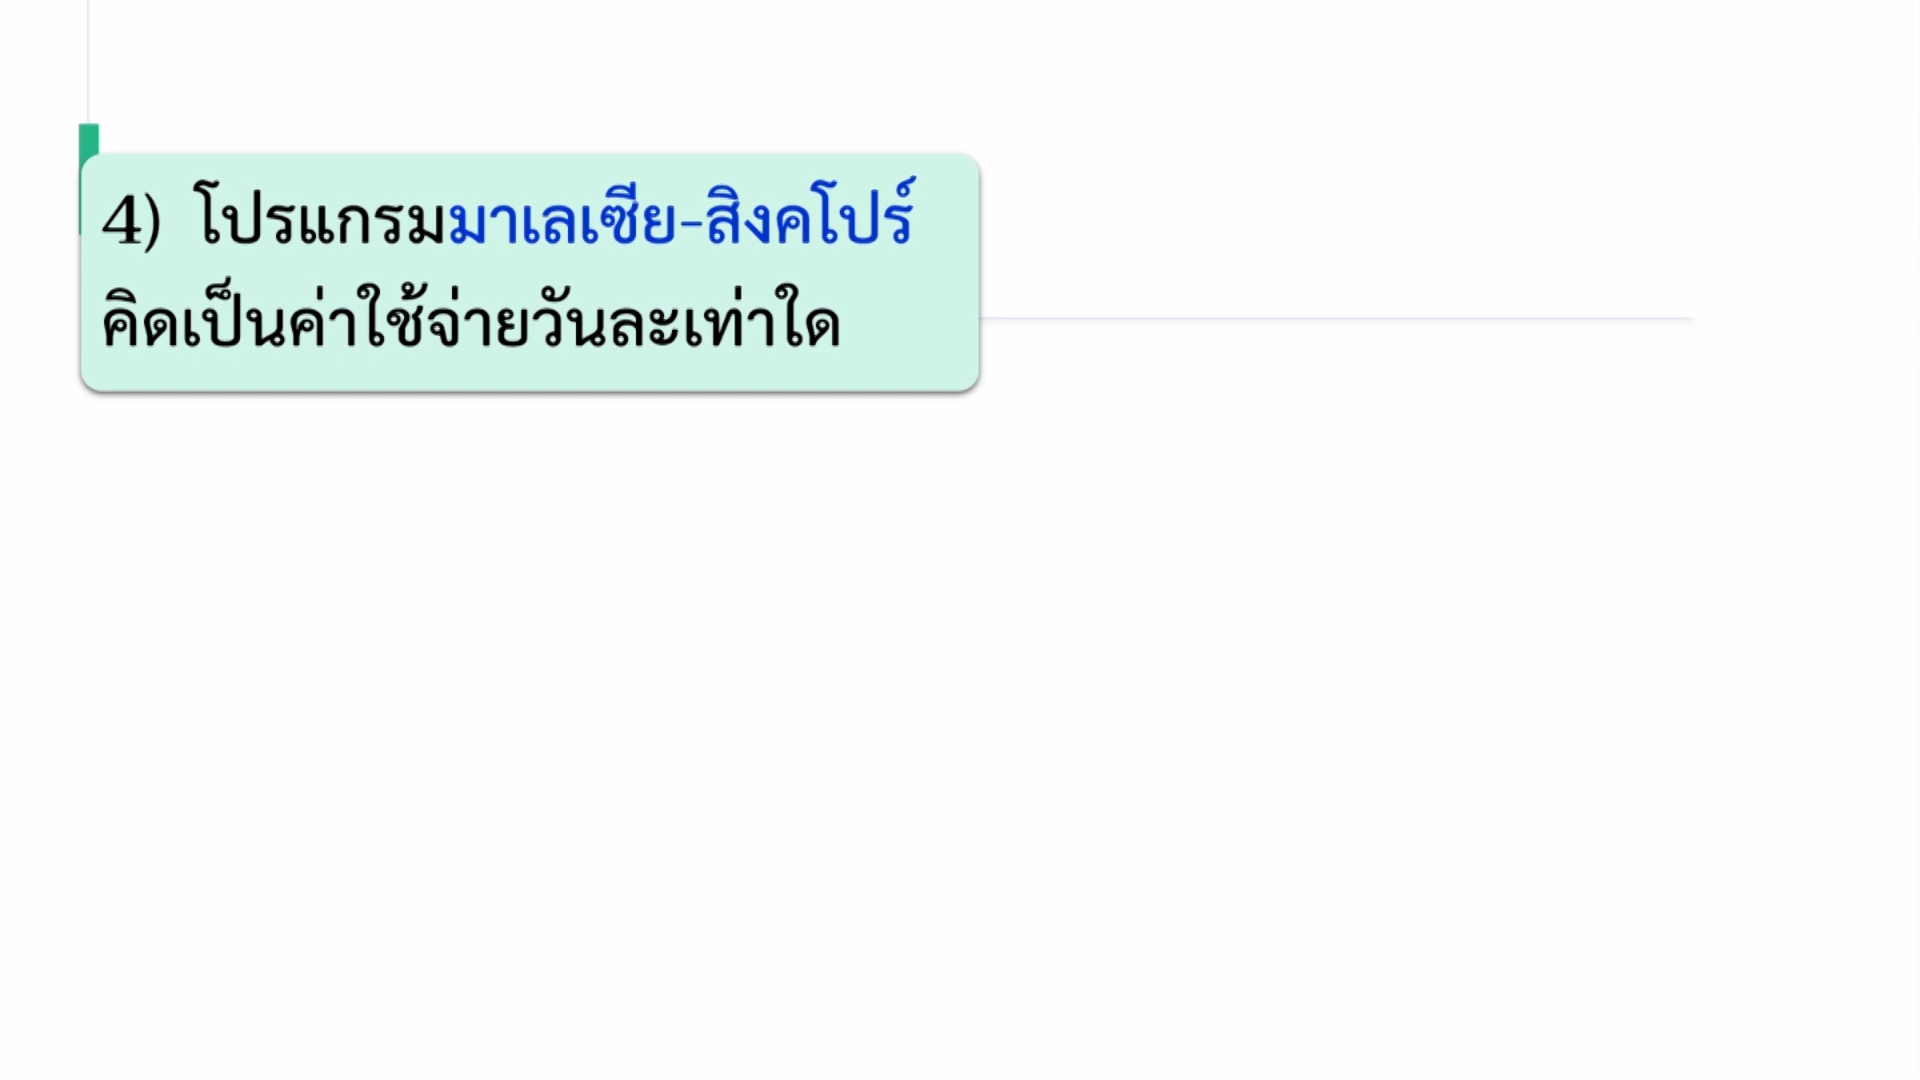 4) โปรแกรมมาเลเซีย-สิงคโปร์
คิดเป็นค่าใช้จ่ายวันละเท่าใด